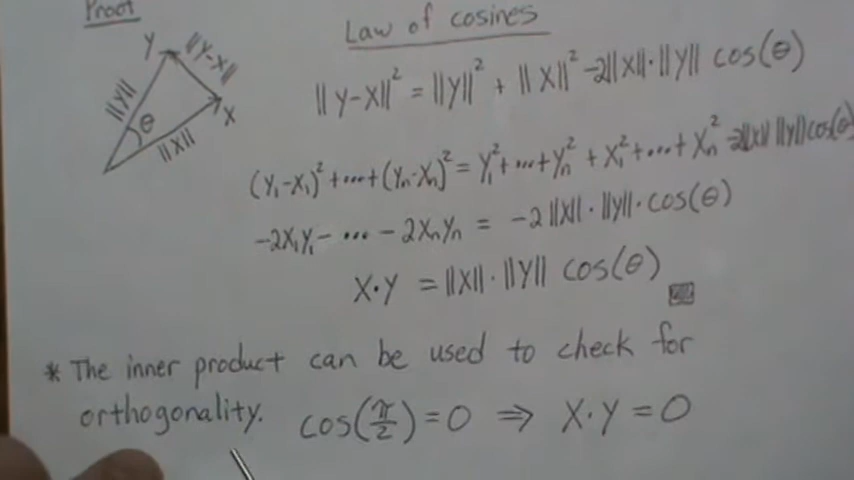 Proof
Law of cosines
Y ||Y-X||
||Y|| θ X
||X||
||Y-X||² = ||Y||² + ||X||² -2||X||·||Y|| cos(θ)
(Y₁-X₁)² +...+ (Yₙ-Xₙ)² = Y₁² +...+ Yₙ² + X₁² +...+ Xₙ² -2||X|| ||Y|| cos(θ)
-2X₁Y₁ - ... - 2XₙYₙ = -2 ||X||·||Y||·cos(θ)
X·Y = ||X||·||Y|| cos(θ)
* The inner product can be used to check for
orthogonality. cos(π/2) = 0 ⇒ X·Y = 0